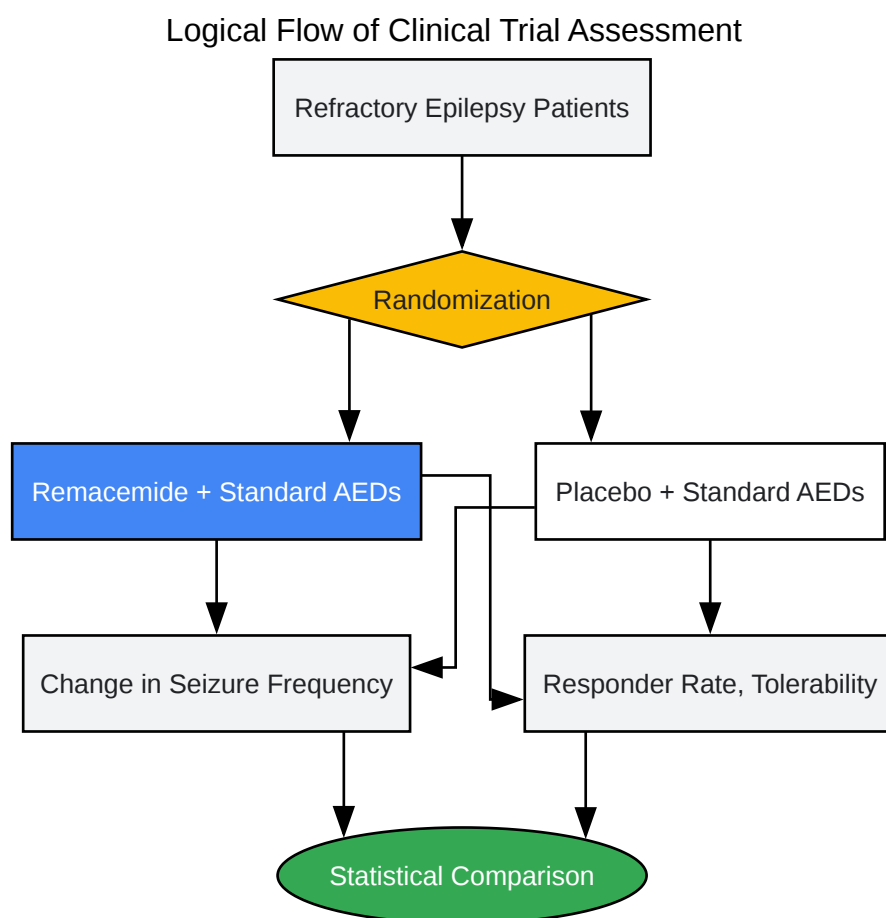 Logical Flow of Clinical Trial Assessment
Refractory Epilepsy Patients
Randomization
Remacemide + Standard AEDs
Placebo + Standard AEDs
Change in Seizure Frequency
Responder Rate, Tolerability
Statistical Comparison